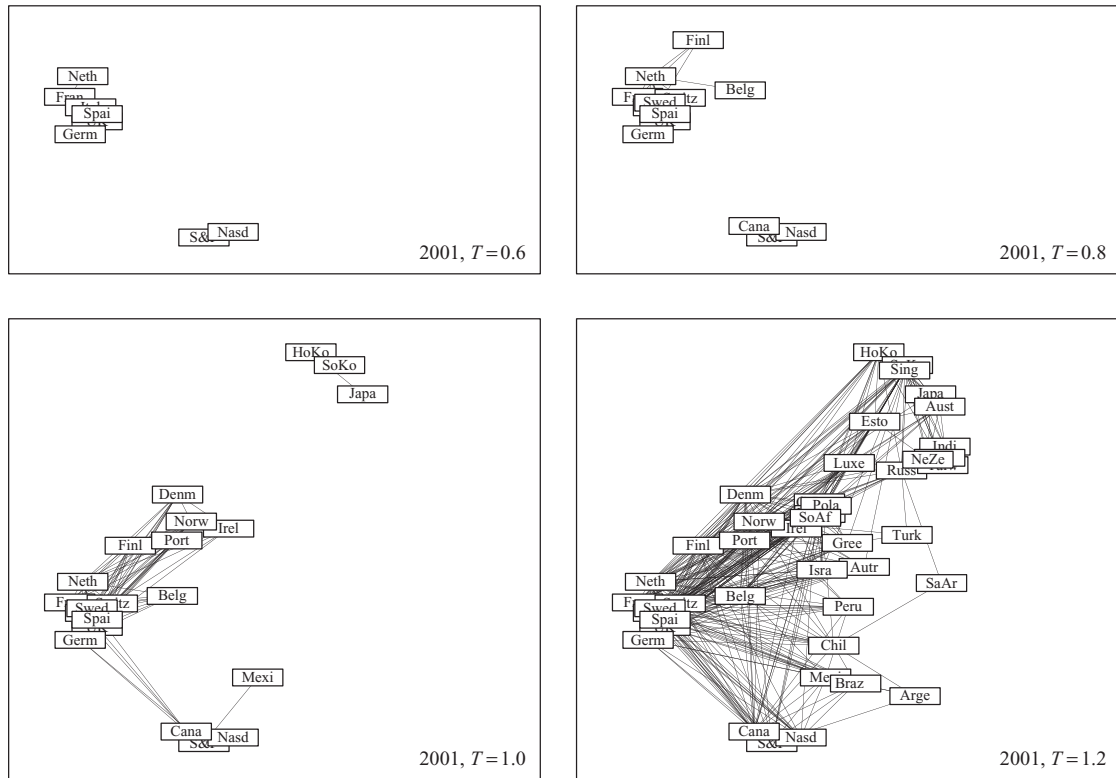 Neth
Fran
Spai
Germ
Nasd
2001, T=0.6
Finl
Neth
Belg
Swed
Spai
Germ
Cana
Nasd
2001, T=0.8
HoKo
SoKo
Japa
Denm
Norw
Irel
Finl
Port
Neth
Belg
Swed
Spai
Germ
Mexi
Cana
Nasd
2001, T=1.0
HoKo
Sing
Japa
Aust
Esto
Indi
NeZe
Luxe
Russ
Denm
Pola
Norw
SoAf
Irel
Turk
Finl
Port
Gree
Isra
Autr
Neth
SaAr
Belg
Swed
Peru
Spai
Germ
Chil
Mexi
Braz
Arge
Cana
Nasd
2001, T=1.2